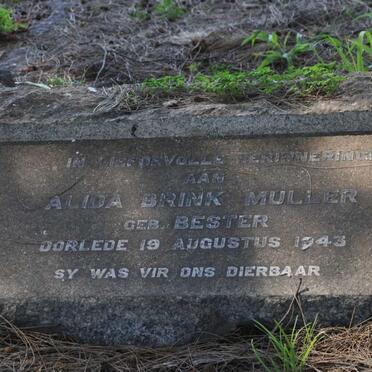 IN LIEFDEVOLLE HERINNERING
AAN
ALIDA BRINK MULLER
GEB. BESTER
OORLEDE 19 AUGUSTUS 1943
SY WAS VIR ONS DIERBAAR